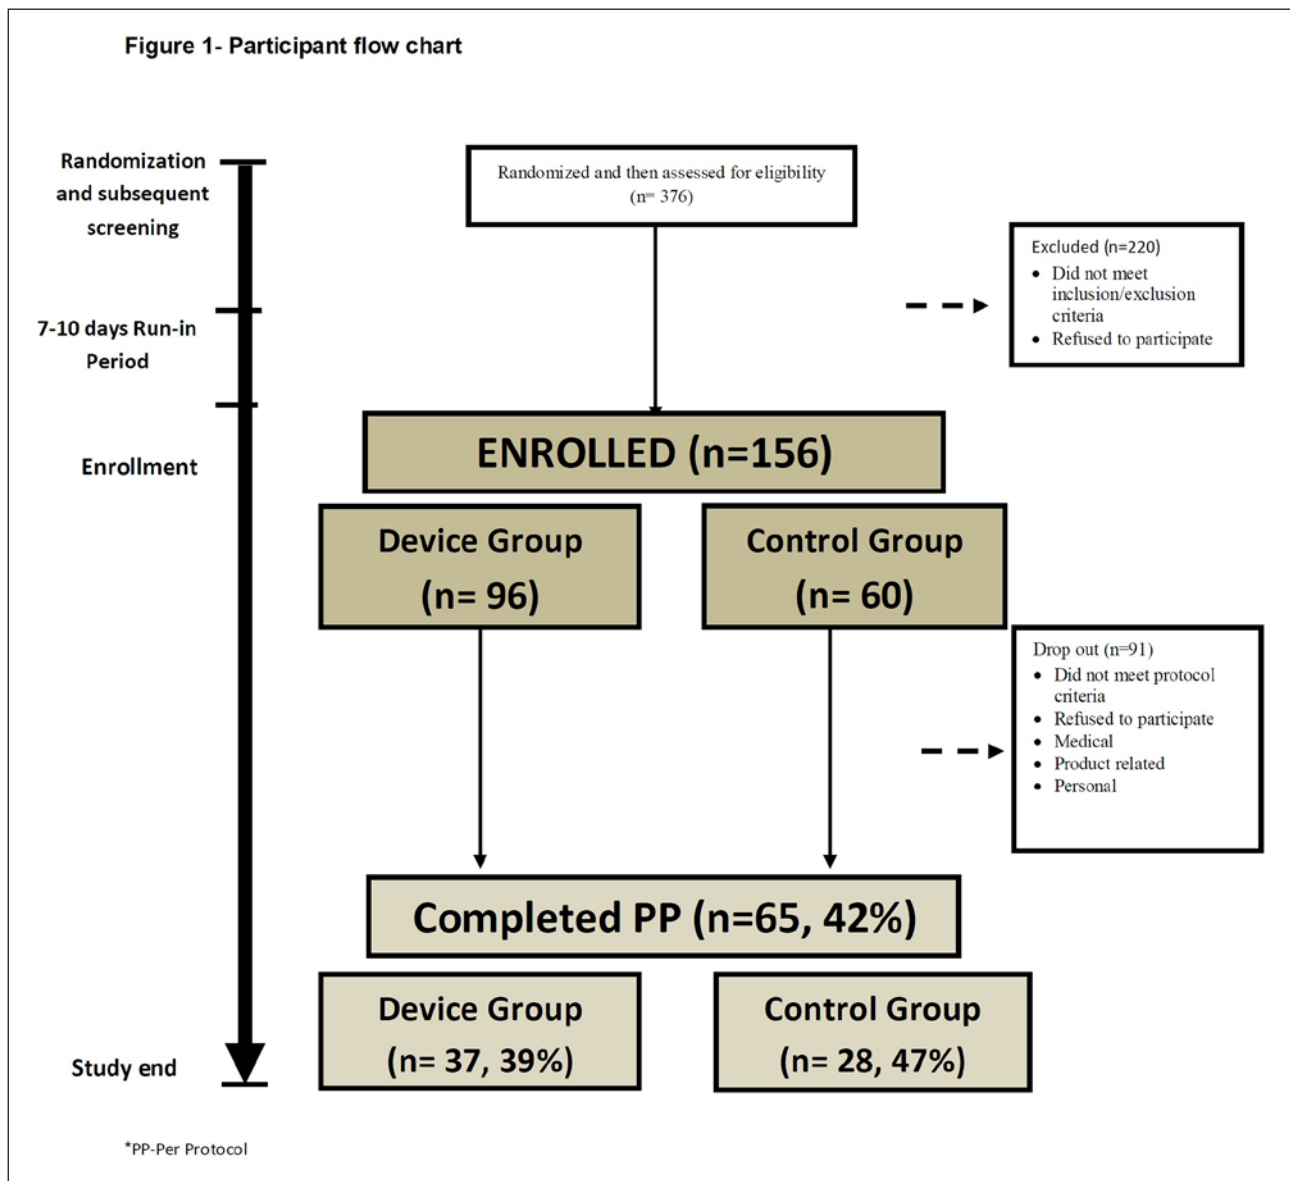 Figure 1- Participant flow chart
Randomization
and subsequent
screening
Randomized and then assessed for eligibility
(n= 376)
Excluded (n=220)
• Did not meet
inclusion/exclusion
criteria
• Refused to participate
7-10 days Run-in
Period
ENROLLED (n=156)
Enrollment
Device Group
(n= 96)
Control Group
(n= 60)
Drop out (n=91)
• Did not meet protocol
criteria
• Refused to participate
• Medical
• Product related
• Personal
Completed PP (n=65, 42%)
Device Group
(n= 37, 39%)
Control Group
(n= 28, 47%)
Study end
*PP-Per Protocol